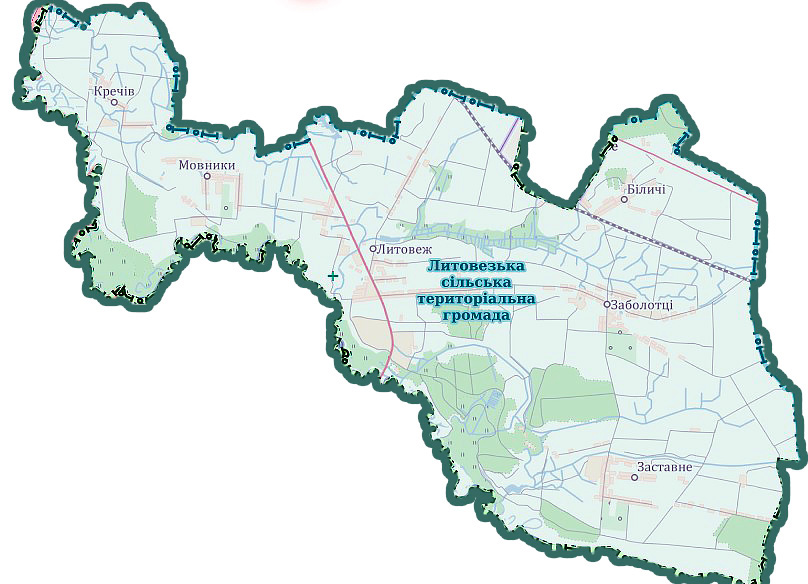 Кречів
Мовники
Біличі
Литовеж
Литовезька
сільська
територіальна
громада
Заболотці
Заставне